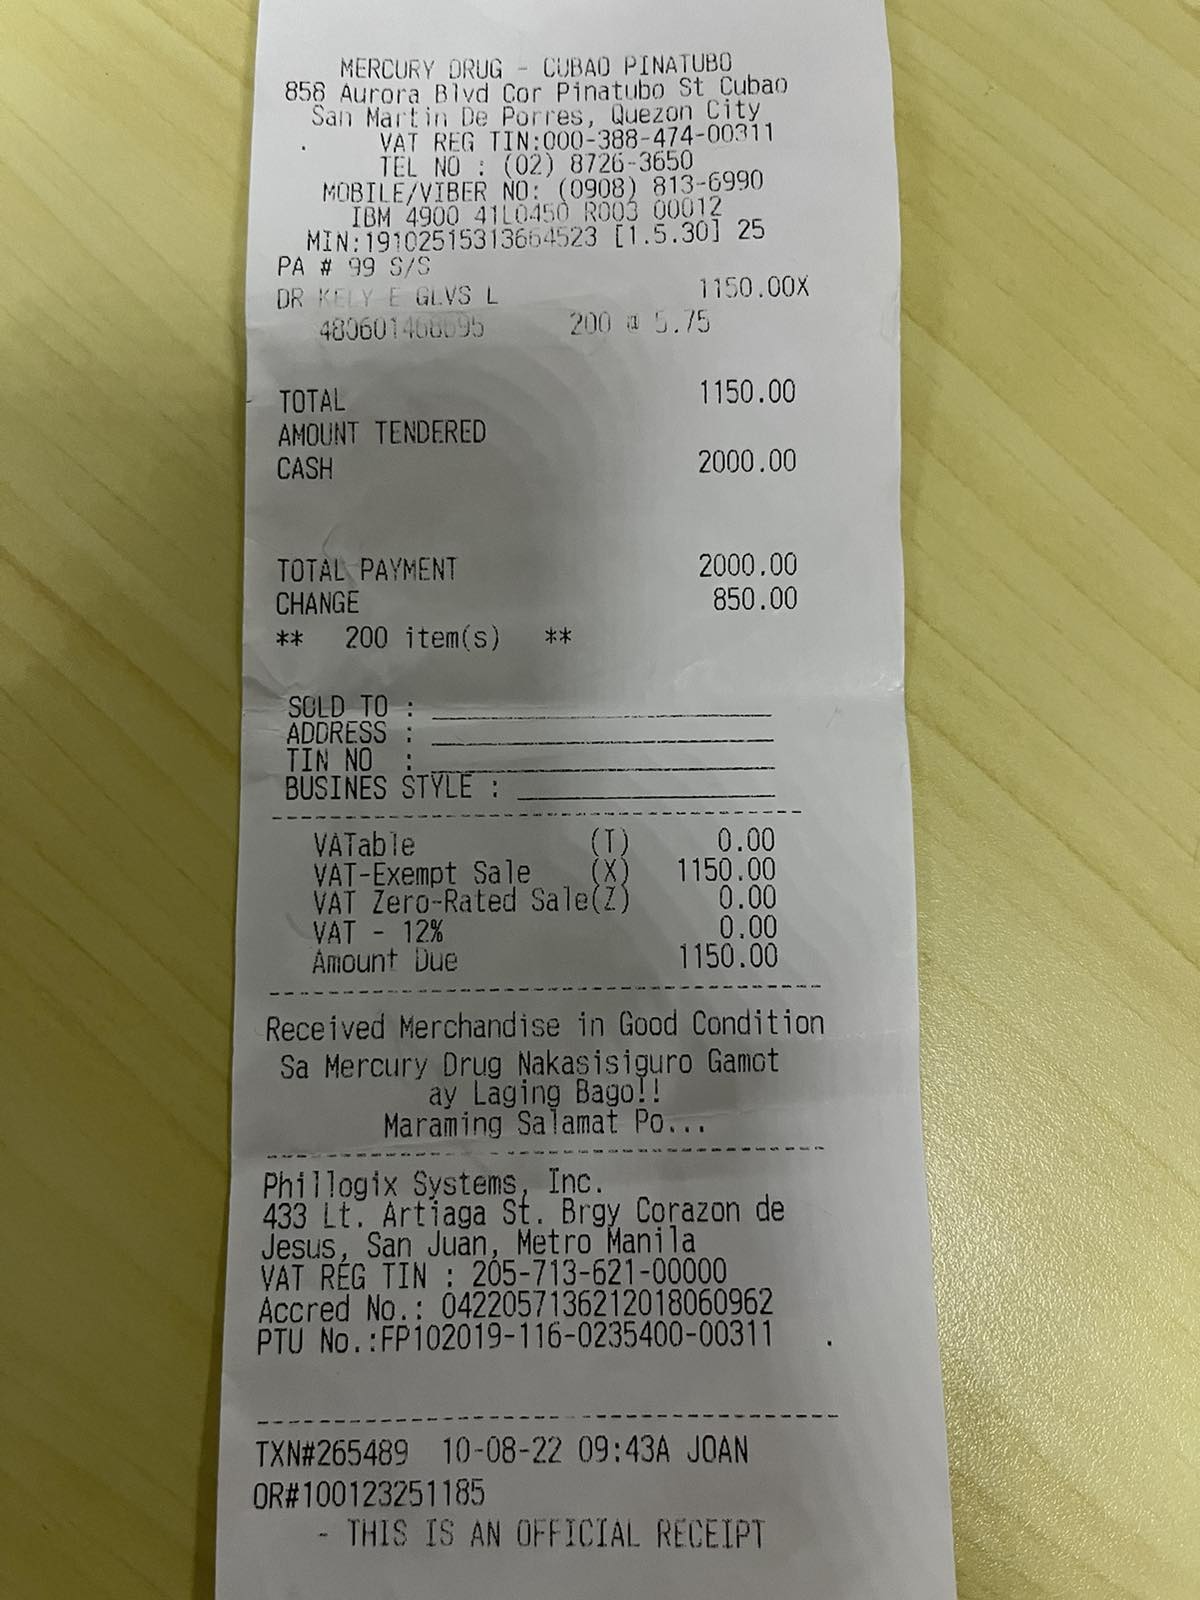 MERCURY DRUG - CUBAO PINATUBO
858 Aurora Blvd Cor Pinatubo St Cubao
San Martin De Porres, Quezon City
VAT REG TIN:000-388-474-00311
TEL NO : (02) 8726-3650
MOBILE/VIBER NO: (0908) 813-6990
IBM 4900 41L0450 R003 00012
MIN:19102515313664523 [1.5.30] 25
PA # 99 S/S
DR KELY E GLVS L 1150.00X
200 @ 5.75
TOTAL 1150.00
AMOUNT TENDERED
CASH 2000.00
TOTAL PAYMENT 2000.00
CHANGE 850.00
** 200 item(s) **
SOLD TO :
ADDRESS :
TIN NO :
BUSINES STYLE :
VATable (T) 0.00
VAT-Exempt Sale (X) 1150.00
VAT Zero-Rated Sale(Z) 0.00
VAT - 12% 0.00
Amount Due 1150.00
Received Merchandise in Good Condition
Sa Mercury Drug Nakasisiguro Gamot
ay Laging Bago!!
Maraming Salamat Po...
Phillogix Systems, Inc.
433 Lt. Artiaga St. Brgy Corazon de
Jesus, San Juan, Metro Manila
VAT REG TIN : 205-713-621-00000
Accred No.: 0422057136212018060962
PTU No.:FP102019-116-0235400-00311
TXN#265489 10-08-22 09:43A JOAN
OR#100123251185
- THIS IS AN OFFICIAL RECEIPT